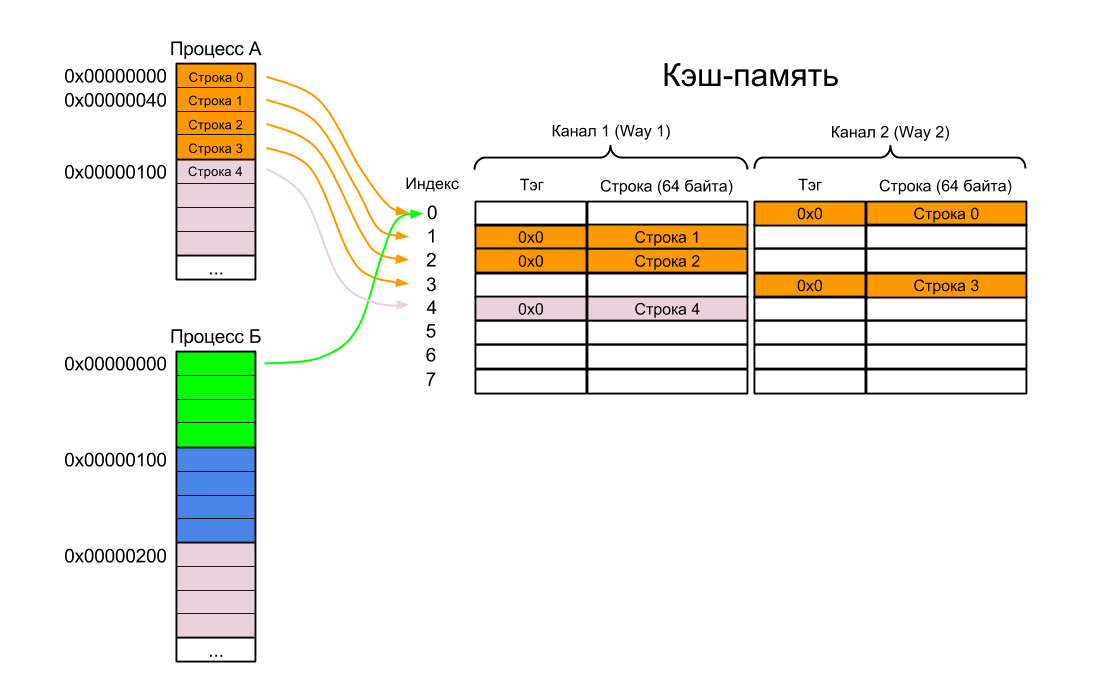 Процесс А
0x00000000
Строка 0
0x00000040
Строка 1
Строка 2
Строка 3
0x00000100
Строка 4
...
Процесс Б
0x00000000
0x00000100
0x00000200
...
Кэш-память
Канал 1 (Way 1)
Канал 2 (Way 2)
Индекс
Тэг
Строка (64 байта)
Тэг
Строка (64 байта)
0
0x0
Строка 0
1
0x0
Строка 1
2
0x0
Строка 2
3
0x0
Строка 3
4
0x0
Строка 4
5
6
7